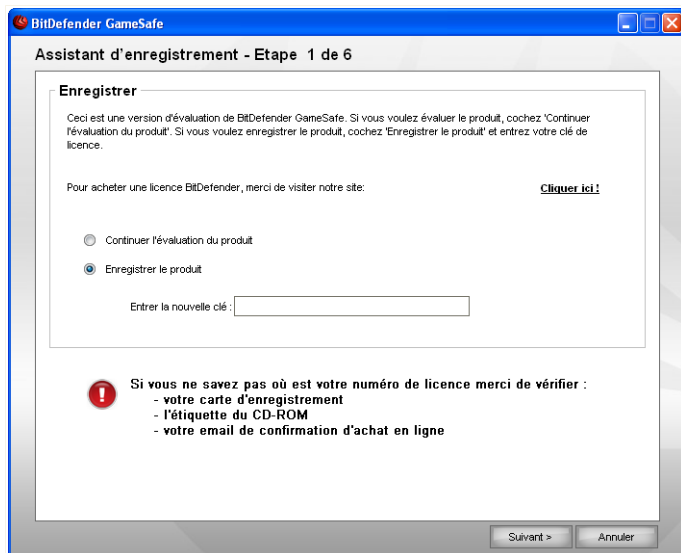 BitDefender GameSafe
Assistant d'enregistrement - Etape 1 de 6
Enregistrer
Ceci est une version d'évaluation de BitDefender GameSafe. Si vous voulez évaluer le produit, cochez 'Continuer
l'évaluation du produit'. Si vous voulez enregistrer le produit, cochez 'Enregistrer le produit' et entrez votre clé de
licence.
Pour acheter une licence BitDefender, merci de visiter notre site: Cliquer ici !
Continuer l'évaluation du produit
Enregistrer le produit
Entrer la nouvelle clé :
Si vous ne savez pas où est votre numéro de licence merci de vérifier :
- votre carte d'enregistrement
- l'étiquette du CD-ROM
- votre email de confirmation d'achat en ligne
Suivant > Annuler